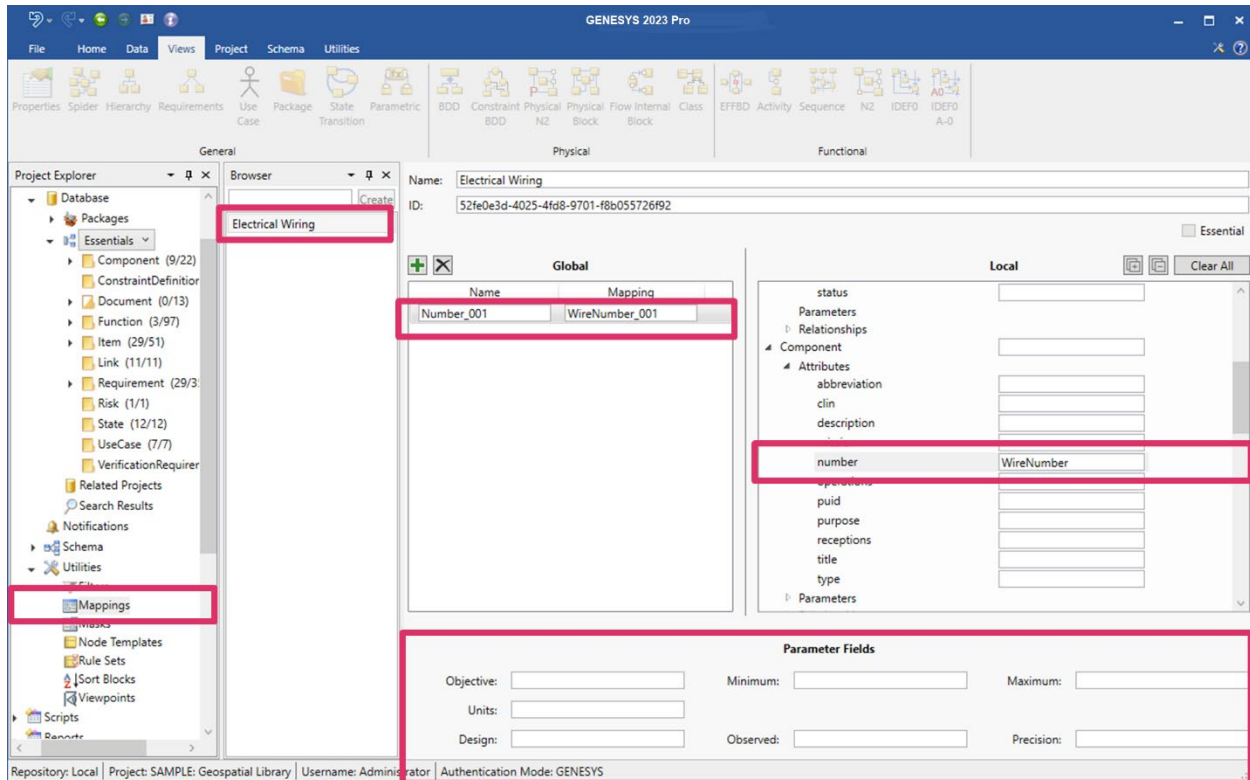 GENESYS 2023 Pro
File Home Data Views Project Schema Utilities
Properties Spider Hierarchy Requirements Use Case Package State Transition Parametric BDD Constraint BDD Physical N2 Physical Block Flow Internal Block Class EFFBD Activity Sequence N2 IDEF0 IDEF0 A-0
General Physical Functional
Project Explorer
Database
Packages
Essentials
Component (9/22)
ConstraintDefinition
Document (0/13)
Function (3/97)
Item (29/51)
Link (11/11)
Requirement (29/3
Risk (1/1)
State (12/12)
UseCase (7/7)
VerificationRequirer
Related Projects
Search Results
Notifications
Schema
Utilities
Filters
Mappings
Masks
Node Templates
Rule Sets
Sort Blocks
Viewpoints
Scripts
Reports
Browser
Create
Electrical Wiring
Name: Electrical Wiring
ID: 52fe0e3d-4025-4fd8-9701-f8b055726f92
Essential
Global
Name Mapping
Number_001 WireNumber_001
Local Clear All
status
Parameters
Relationships
Component
Attributes
abbreviation
clin
description
number WireNumber
operations
puid
purpose
receptions
title
type
Parameters
Parameter Fields
Objective: Minimum: Maximum:
Units:
Design: Observed: Precision:
Repository: Local Project: SAMPLE: Geospatial Library Username: Administrator Authentication Mode: GENESYS